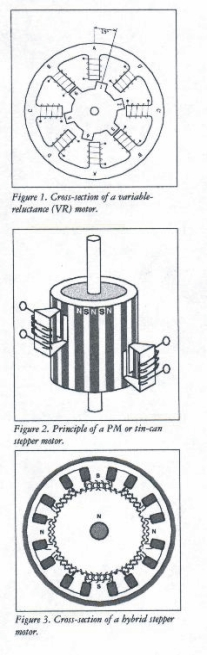 A
15°
C
Figure 1. Cross-section of a variable-
reluctance (VR) motor.
NSNSN
Figure 2. Principle of a PM or tin-can
stepper motor.
S
N
N
N
S
Figure 3. Cross-section of a hybrid stepper
motor.